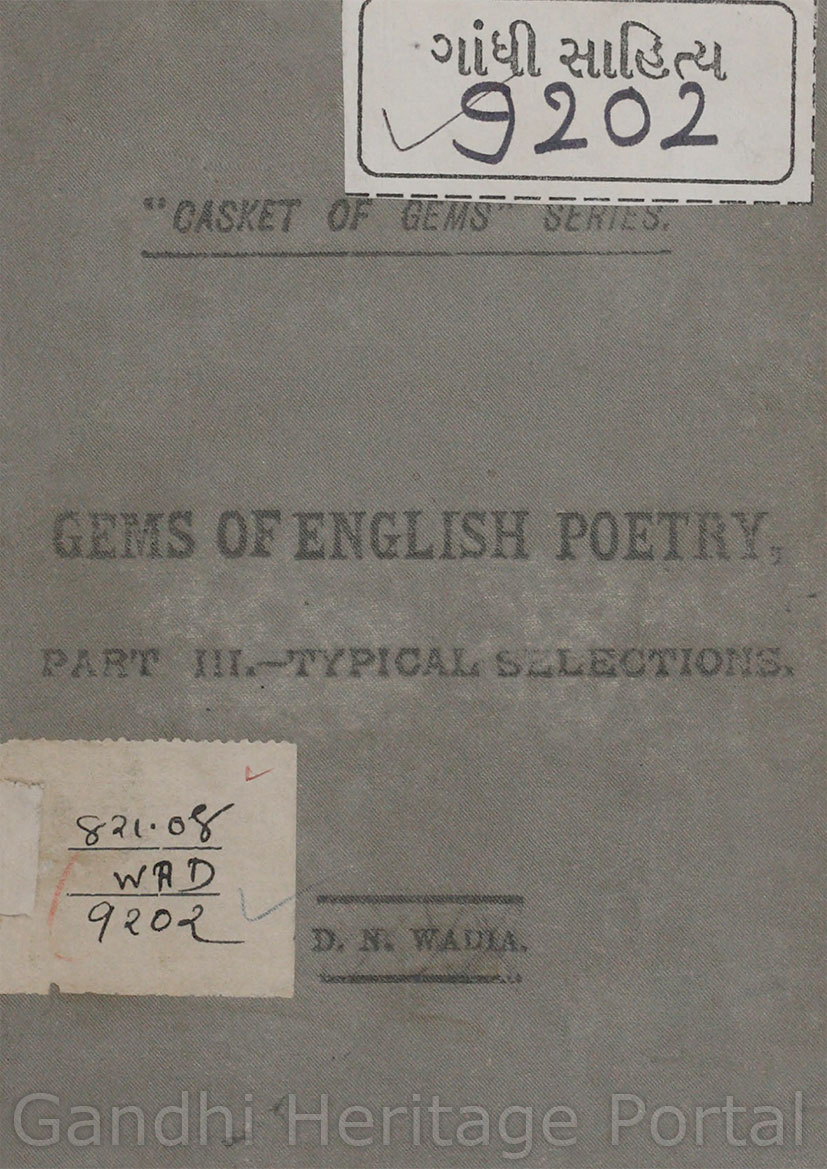 ગાંધી સાહિત્ય
9202
"CASKET OF GEMS" SERIES.
GEMS OF ENGLISH POETRY,
PART III.—TYPICAL SELECTIONS.
821.08
WAD
9202
D. N. WADIA.
Gandhi Heritage Portal